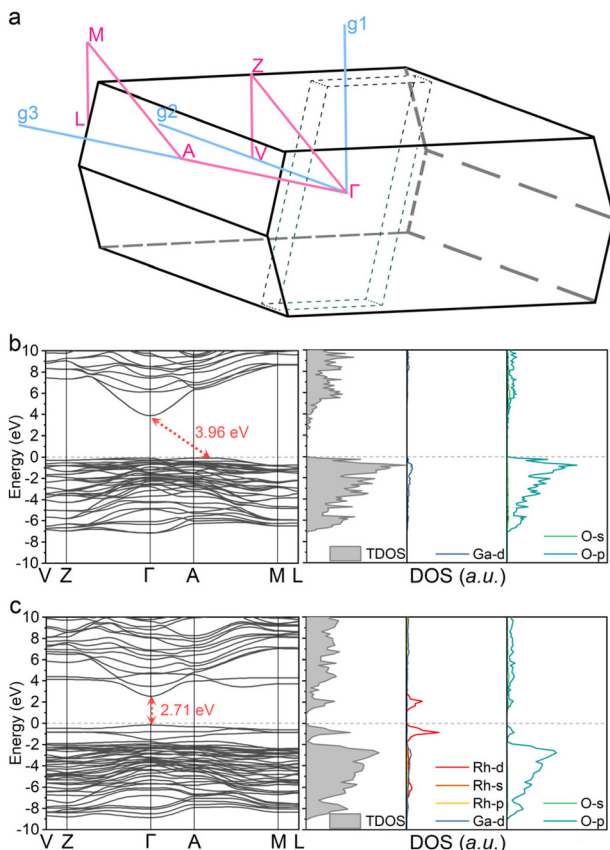 a
g1
M
Z
L
g2
g3
A
V
Γ
b
10
8
6
4
2
0
-2
-4
-6
-8
-10
Energy (eV)
3.96 eV
V Z Γ A M L
TDOS
Ga-d
O-s
O-p
DOS (a.u.)
c
10
8
6
4
2
0
-2
-4
-6
-8
-10
Energy (eV)
2.71 eV
V Z Γ A M L
TDOS
Rh-d
Rh-s
Rh-p
Ga-d
O-s
O-p
DOS (a.u.)